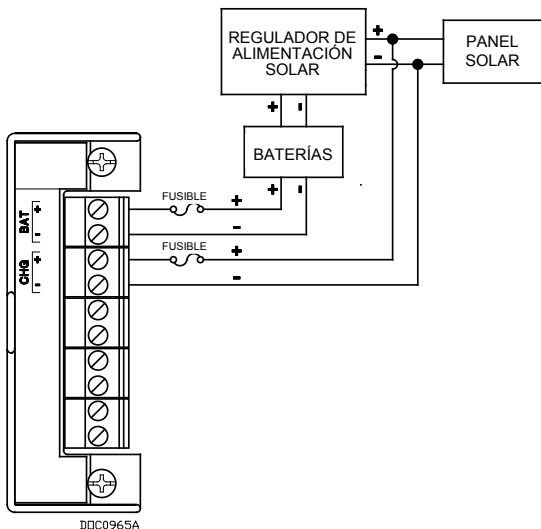 REGULADOR DE
ALIMENTACIÓN
SOLAR
+
-
PANEL
SOLAR
+ -
BATERÍAS
+ -
BAT + -
FUSIBLE +
-
CHG + -
FUSIBLE +
-
DOC0965A